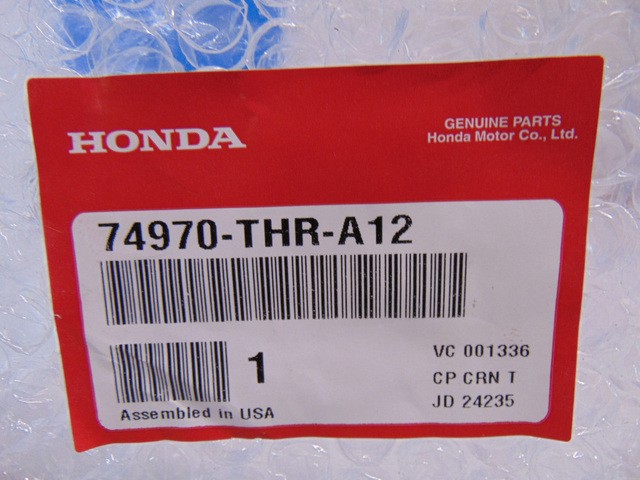 HONDA
GENUINE PARTS
Honda Motor Co., Ltd.
74970-THR-A12
1
VC 001336
CP CRN T
JD 24235
Assembled in USA